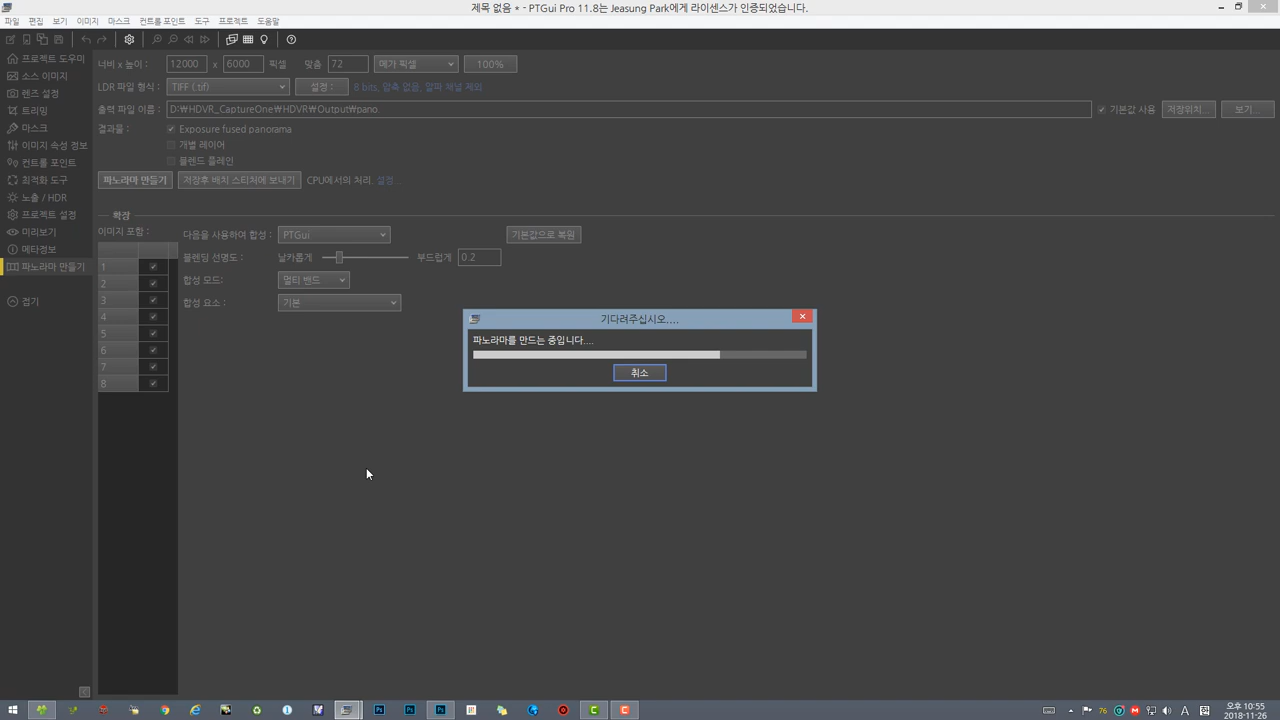 제목 없음 * - PTGui Pro 11.8는 Jeasung Park에게 라이센스가 인증되었습니다.
파일 편집 보기 이미지 마스크 컨트롤 포인트 도구 프로젝트 도움말
프로젝트 도우미
소스 이미지
렌즈 설정
트리밍
마스크
이미지 속성 정보
컨트롤 포인트
최적화 도구
노출 / HDR
프로젝트 설정
미리보기
메타정보
파노라마 만들기
접기
너비 x 높이 : 12000 x 6000 픽셀 맞춤 72 메가 픽셀 100%
LDR 파일 형식 : TIFF (.tif) 설정 : 8 bits, 압축 없음, 알파 채널 제외
출력 파일 이름 : D:₩HDVR_CaptureOne₩HDVR₩Output₩pano. 기본값 사용 저장위치... 보기...
결과물 : Exposure fused panorama
개별 레이어
블렌드 플레인
파노라마 만들기 저장후 배치 스티처에 보내기 CPU에서의 처리. 설정...
확장
이미지 포함 : 다음을 사용하여 합성 : PTGui 기본값으로 복원
블렌딩 선명도 : 날카롭게 부드럽게 0.2
합성 모드: 멀티 밴드
합성 요소 : 기본
1
2
3
4
5
6
7
8
기다려주십시오....
파노라마를 만드는 중입니다....
취소
76
A
오후 10:55
2018-11-26